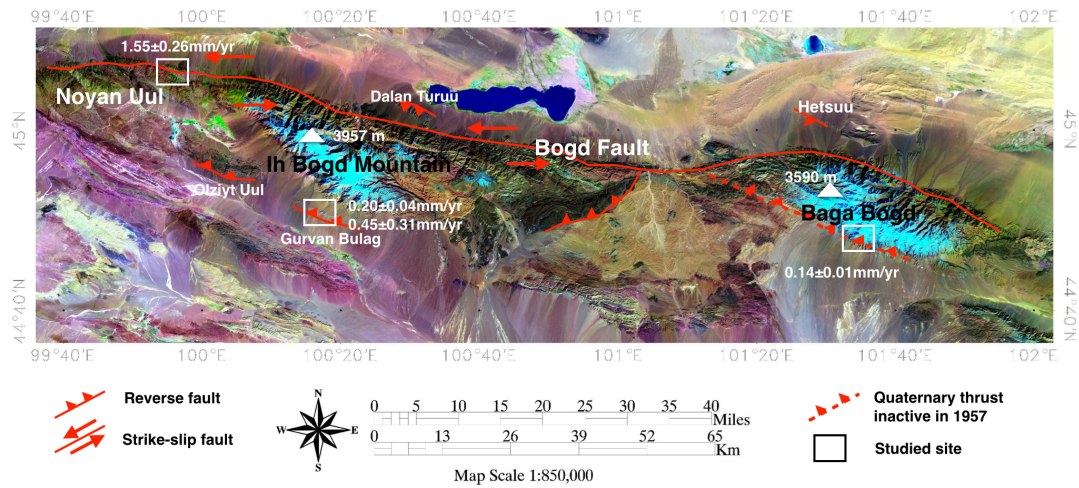 99°40'E
100°E
100°20'E
100°40'E
101°E
101°20'E
101°40'E
102°E
1.55±0.26mm/yr
Noyan Uul
Dalan Turuu
Hetsuu
45°N
45°N
3957 m
Bogd Fault
Ih Bogd Mountain
3590 m
Olziyt Uul
Baga Bogd
0.20±0.04mm/yr
0.45±0.31mm/yr
Gurvan Bulag
0.14±0.01mm/yr
44°40'N
44°40'N
99°40'E
100°E
100°20'E
100°40'E
101°E
101°20'E
101°40'E
102°E
Reverse fault
Strike-slip fault
N
W
E
S
0 5 10 15 20 25 30 35 40
Miles
0 13 26 39 52 65
Km
Map Scale 1:850,000
Quaternary thrust
inactive in 1957
Studied site